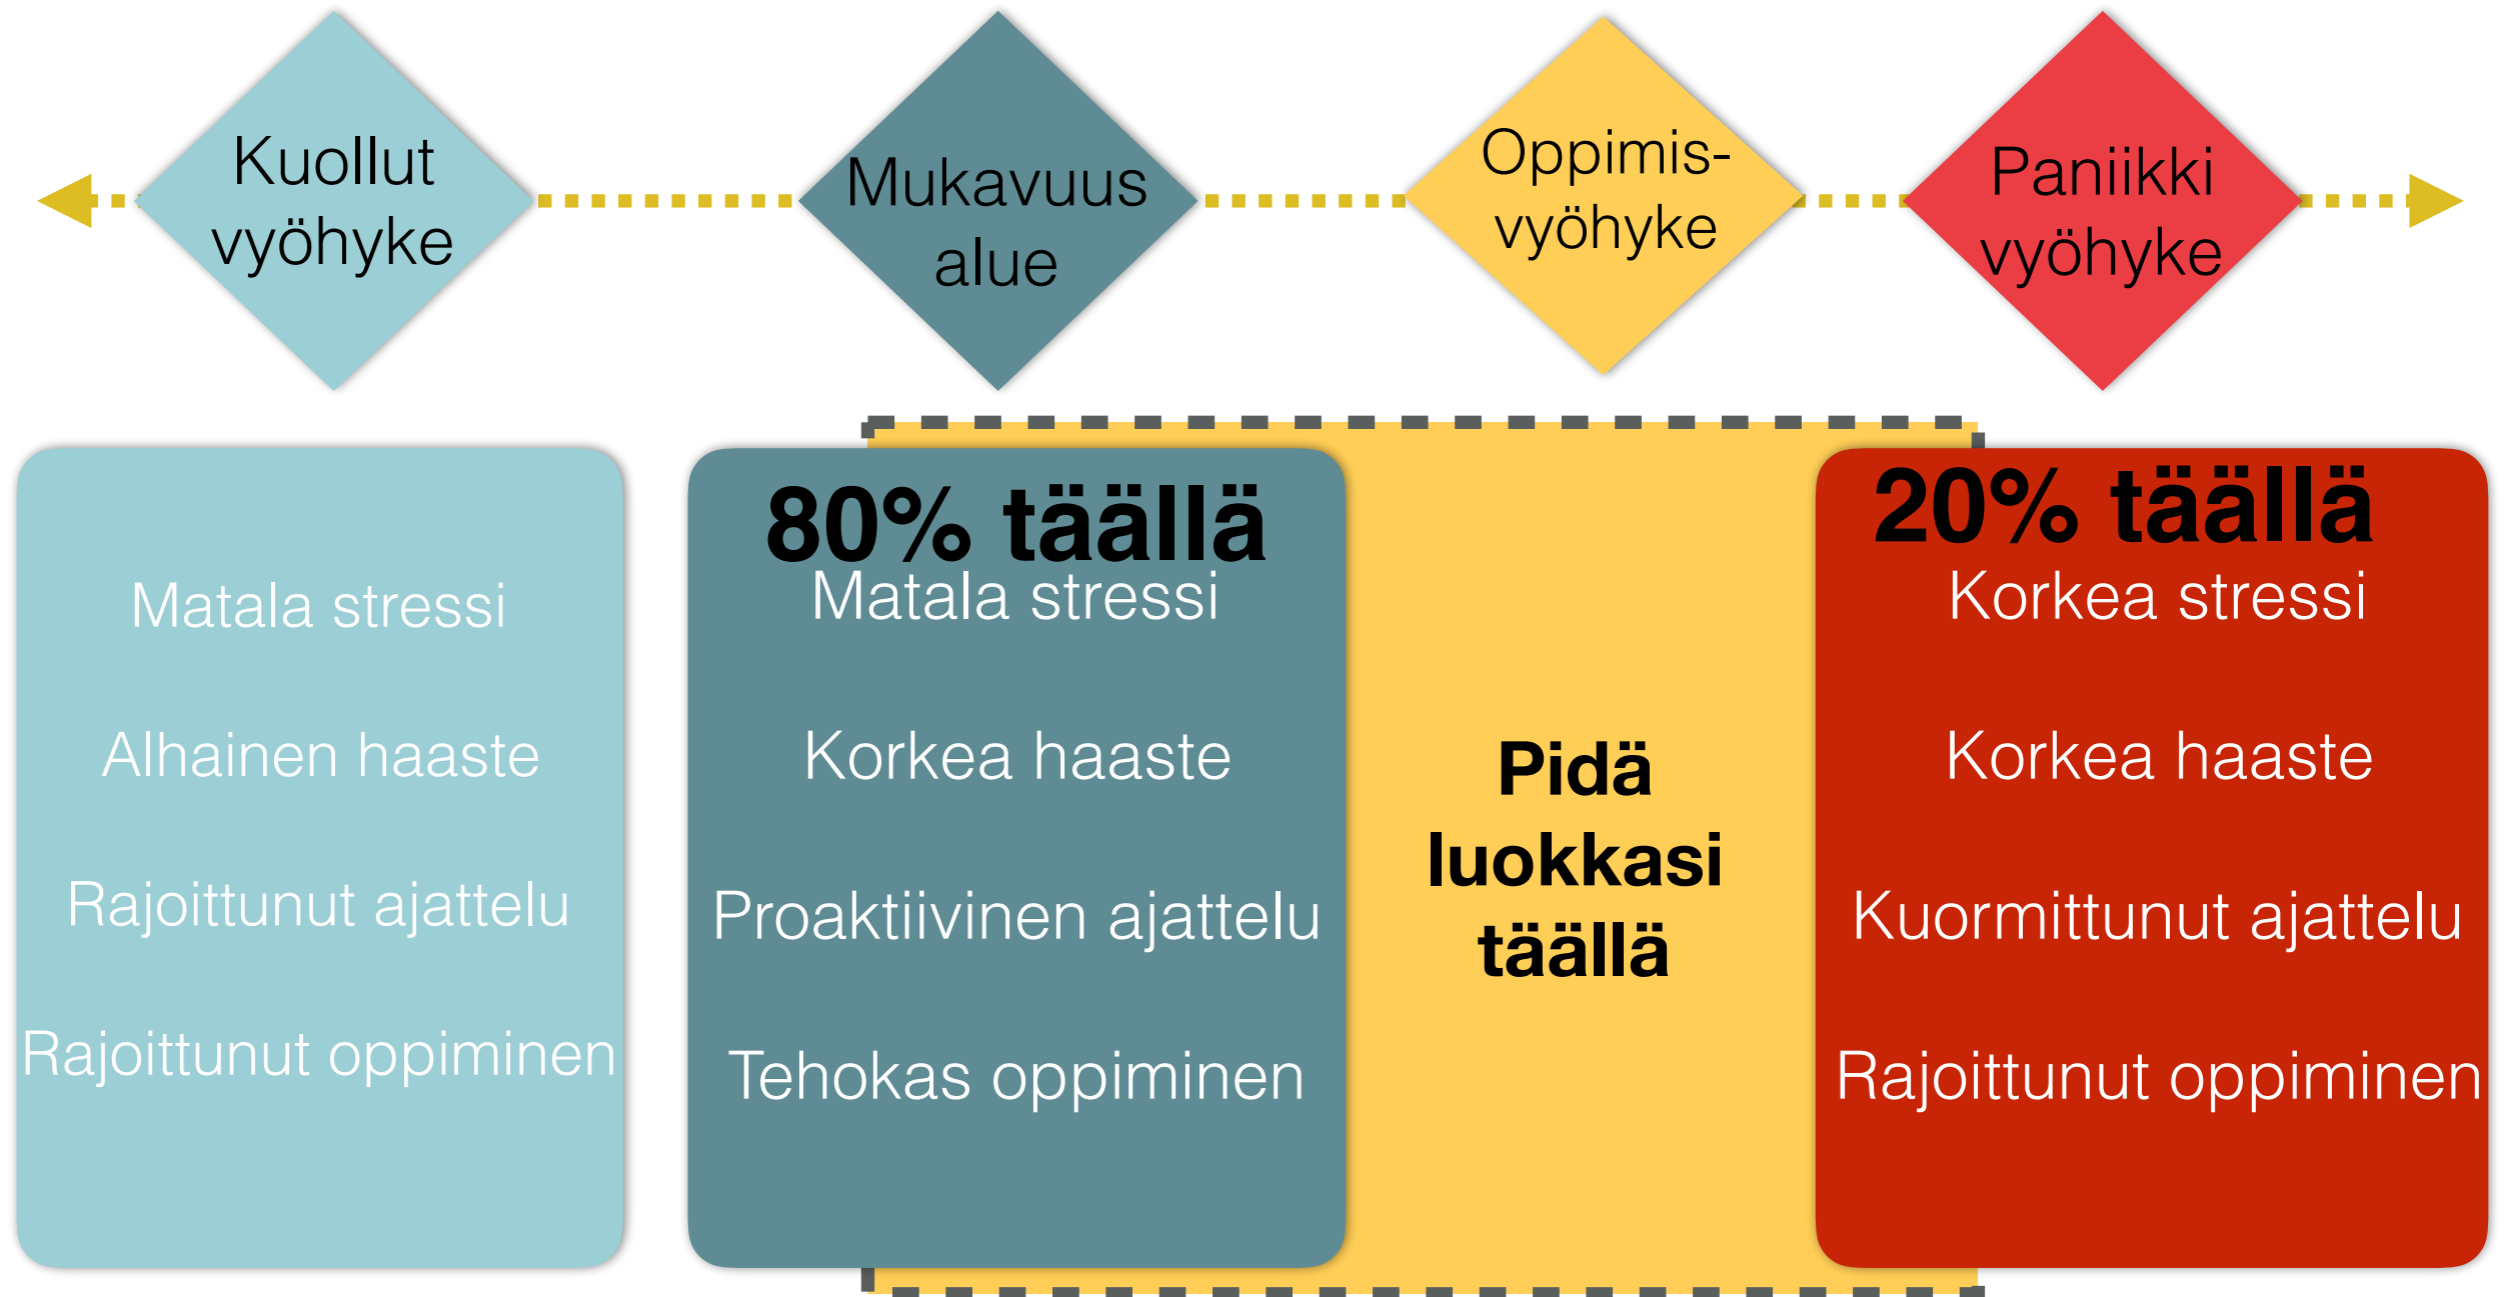 Kuollut
vyöhyke
Mukavuus
alue
Oppimis-
vyöhyke
Paniikki
vyöhyke
Matala stressi
Alhainen haaste
Rajoittunut ajattelu
Rajoittunut oppiminen
80% täällä
Matala stressi
Korkea haaste
Proaktiivinen ajattelu
Tehokas oppiminen
Pidä
luokkasi
täällä
20% täällä
Korkea stressi
Korkea haaste
Kuormittunut ajattelu
Rajoittunut oppiminen